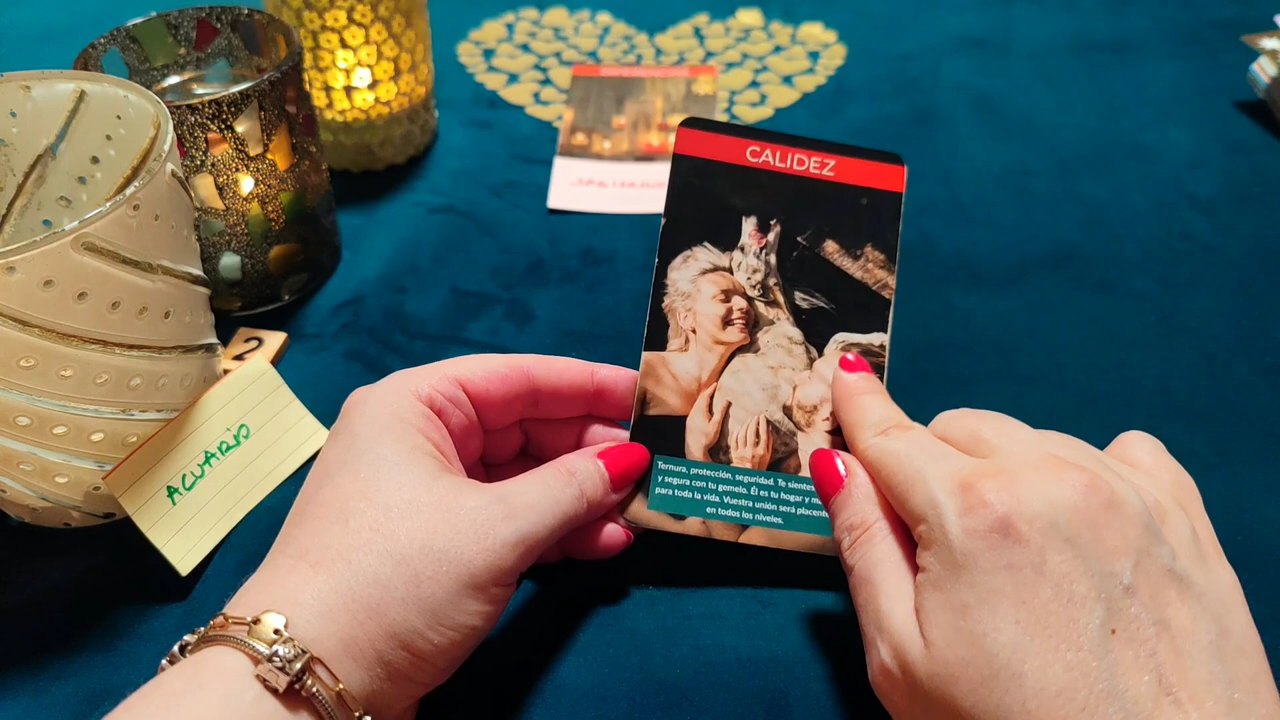 CALIDEZ
Ternura, protección, seguridad. Te sientes
y segura con tu gemelo. Él es tu hogar y
para toda la vida. Vuestra unión será
en todos los niveles.
2
ACUARIO